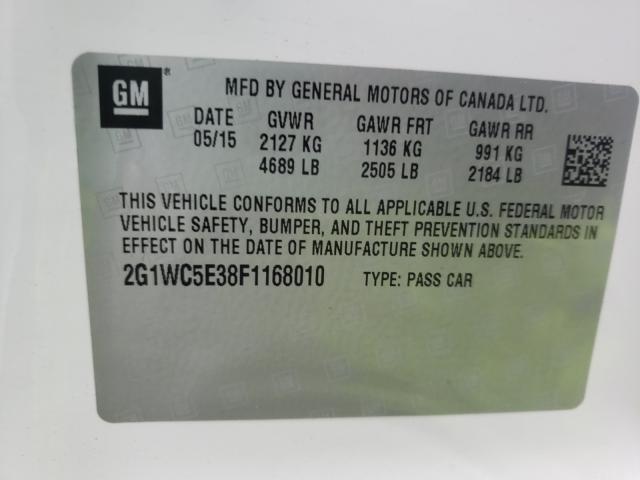 GM ® MFD BY GENERAL MOTORS OF CANADA LTD.
DATE GVWR GAWR FRT GAWR RR
05/15 2127 KG 1136 KG 991 KG
4689 LB 2505 LB 2184 LB
THIS VEHICLE CONFORMS TO ALL APPLICABLE U.S. FEDERAL MOTOR
VEHICLE SAFETY, BUMPER, AND THEFT PREVENTION STANDARDS IN
EFFECT ON THE DATE OF MANUFACTURE SHOWN ABOVE.
2G1WC5E38F1168010 TYPE: PASS CAR